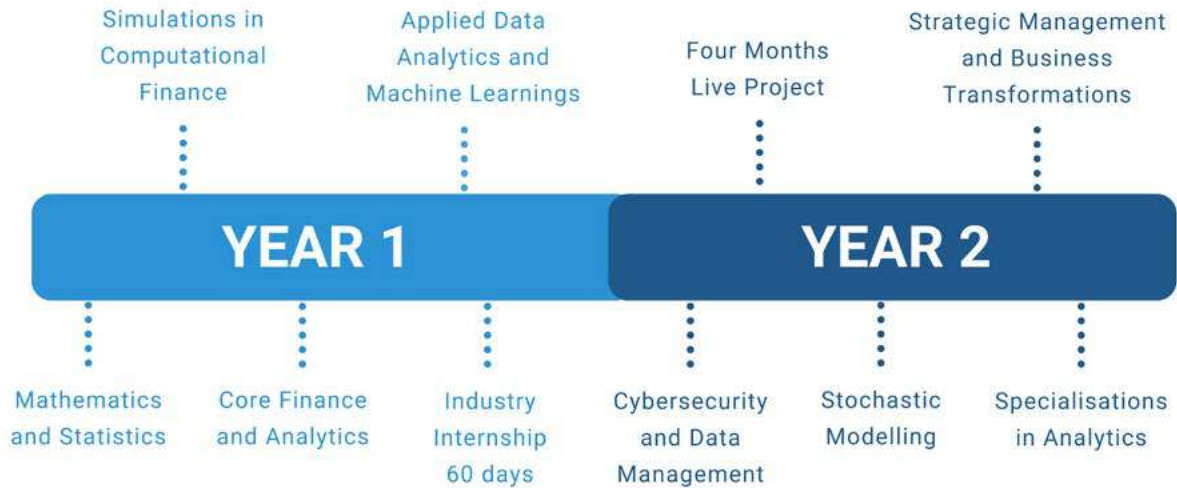 Simulations in
Computational
Finance
Applied Data
Analytics and
Machine Learnings
Four Months
Live Project
Strategic Management
and Business
Transformations
YEAR 1
YEAR 2
Mathematics
and Statistics
Core Finance
and Analytics
Industry
Internship
60 days
Cybersecurity
and Data
Management
Stochastic
Modelling
Specialisations
in Analytics